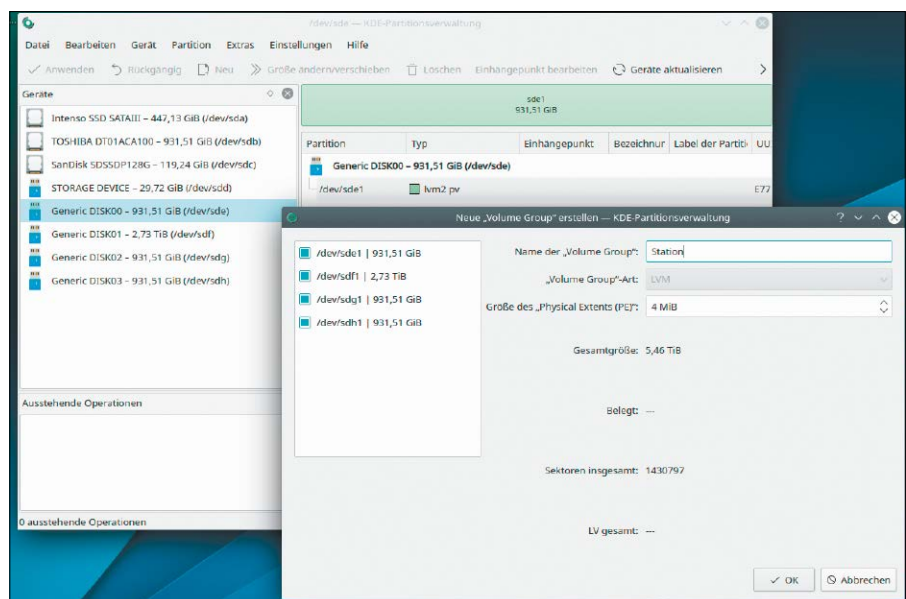 /dev/sde — KDE-Partitionsverwaltung
Datei Bearbeiten Gerät Partition Extras Einstellungen Hilfe
Anwenden Rückgängig Neu Größe ändern/verschieben Löschen Einhängepunkt bearbeiten Geräte aktualisieren
Geräte
Intenso SSD SATAIII – 447,13 GiB (/dev/sda)
TOSHIBA DT01ACA100 – 931,51 GiB (/dev/sdb)
SanDisk SDSSDP128G – 119,24 GiB (/dev/sdc)
STORAGE DEVICE – 29,72 GiB (/dev/sdd)
Generic DISK00 – 931,51 GiB (/dev/sde)
Generic DISK01 – 2,73 TiB (/dev/sdf)
Generic DISK02 – 931,51 GiB (/dev/sdg)
Generic DISK03 – 931,51 GiB (/dev/sdh)
Ausstehende Operationen
0 ausstehende Operationen
sde1
931,51 GiB
Partition Typ Einhängepunkt Bezeichnur Label der Partiti UU
Generic DISK00 – 931,51 GiB (/dev/sde)
/dev/sde1 lvm2 pv E77
Neue „Volume Group“ erstellen — KDE-Partitionsverwaltung
/dev/sde1 | 931,51 GiB
/dev/sdf1 | 2,73 TiB
/dev/sdg1 | 931,51 GiB
/dev/sdh1 | 931,51 GiB
Name der „Volume Group“: Station
„Volume Group“-Art: LVM
Größe des „Physical Extents (PE)“: 4 MiB
Gesamtgröße: 5,46 TiB
Belegt: ---
Sektoren insgesamt: 1430797
LV gesamt: ---
OK Abbrechen